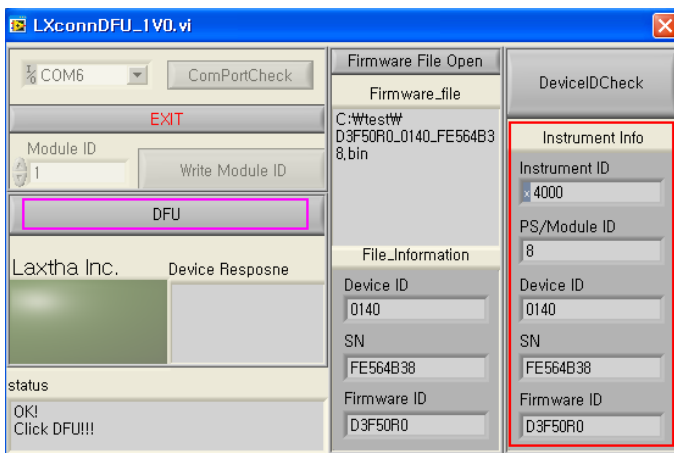 LXconnDFU_1V0.vi
COM6
ComPortCheck
EXIT
Module ID
1
Write Module ID
DFU
Laxtha Inc.
Device Resposne
status
OK!
Click DFU!!!
Firmware File Open
Firmware_file
C:₩test₩
D3F50R0_0140_FE564B3
8.bin
File_Information
Device ID
0140
SN
FE564B38
Firmware ID
D3F50R0
DeviceIDCheck
Instrument Info
Instrument ID
x 4000
PS/Module ID
8
Device ID
0140
SN
FE564B38
Firmware ID
D3F50R0